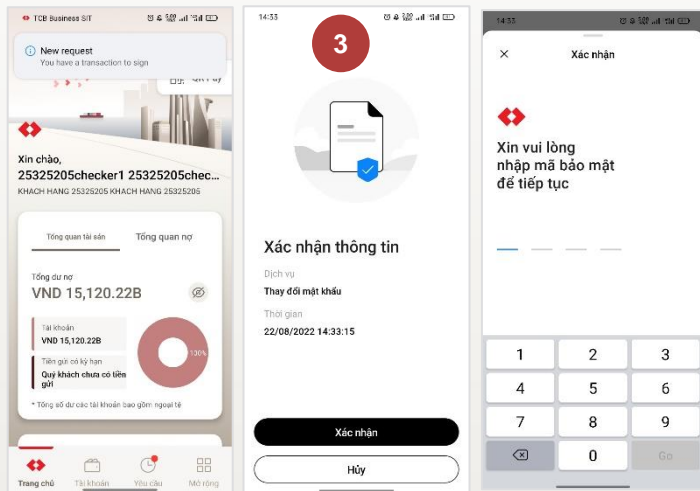 TCB Business SIT
New request
You have a transaction to sign
QR Pay
Xin chào,
25325205checker1 25325205chec...
KHACH HANG 25325205 KHACH HANG 25325205
Tổng quan tài sản
Tổng quan nợ
Tổng dư nợ
VND 15,120.22B
Tài khoản
VND 15,120.22B
Tiền gửi có kỳ hạn
Quý khách chưa có tiền
gửi
100%
* Tổng số dư các tài khoản bao gồm ngoại tệ
Trang chủ
Tài khoản
Yêu cầu
Mở rộng
14:33
3
Xác nhận thông tin
Dịch vụ
Thay đổi mật khẩu
Thời gian
22/08/2022 14:33:15
Xác nhận
Hủy
14:33
Xác nhận
Xin vui lòng
nhập mã bảo mật
để tiếp tục
1 2 3
4 5 6
7 8 9
0 Go